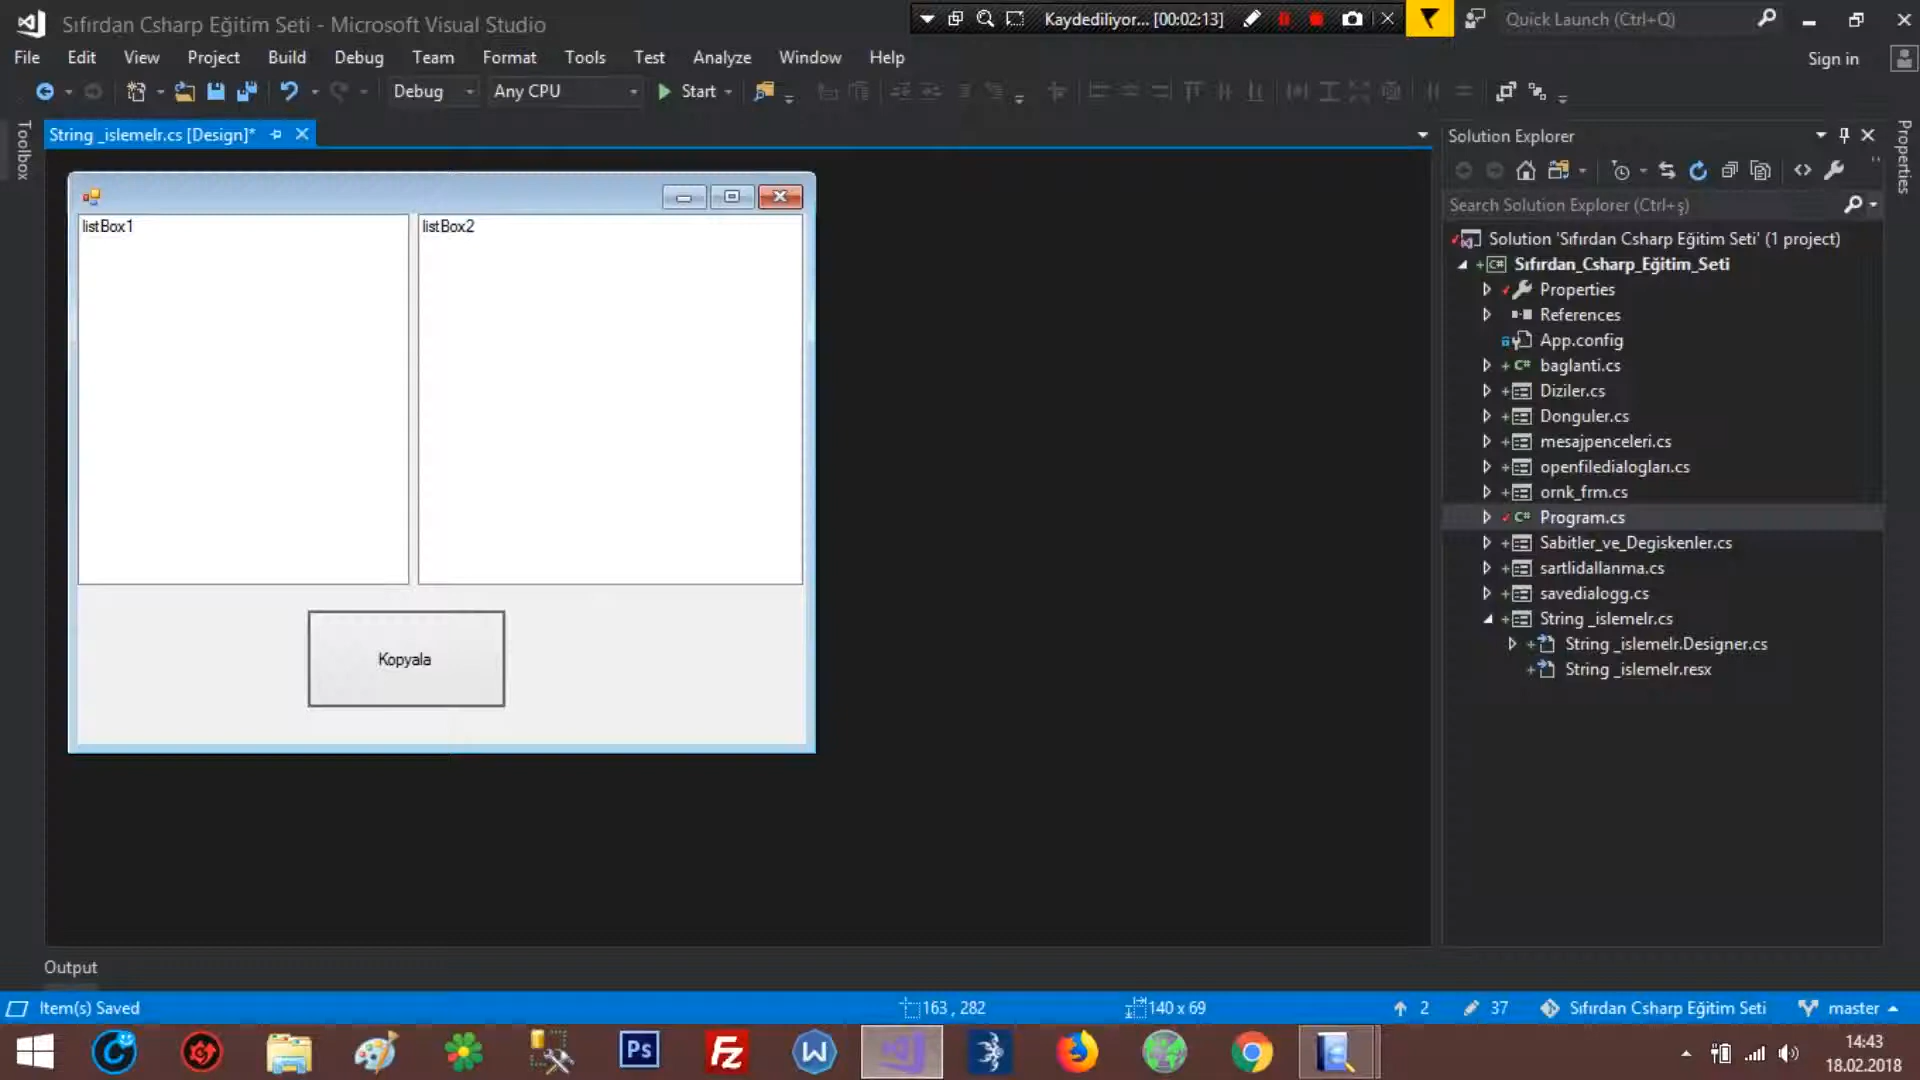 Sıfırdan Csharp Eğitim Seti - Microsoft Visual Studio
Kaydediliyor... [00:02:13]
Quick Launch (Ctrl+Q)
File Edit View Project Build Debug Team Format Tools Test Analyze Window Help
Sign in
Debug Any CPU Start
Toolbox
String _islemelr.cs [Design]*
listBox1
listBox2
Kopyala
Solution Explorer
Properties
Search Solution Explorer (Ctrl+ş)
Solution 'Sıfırdan Csharp Eğitim Seti' (1 project)
Sıfırdan_Csharp_Eğitim_Seti
Properties
References
App.config
baglanti.cs
Diziler.cs
Donguler.cs
mesajpenceleri.cs
openfiledialogları.cs
ornk_frm.cs
Program.cs
Sabitler_ve_Degiskenler.cs
sartlidallanma.cs
savedialogg.cs
String _islemelr.cs
String _islemelr.Designer.cs
String _islemelr.resx
Output
Item(s) Saved
163 , 282
140 x 69
2
37
Sıfırdan Csharp Eğitim Seti
master
Ps
Fz
W
14:43
18.02.2018